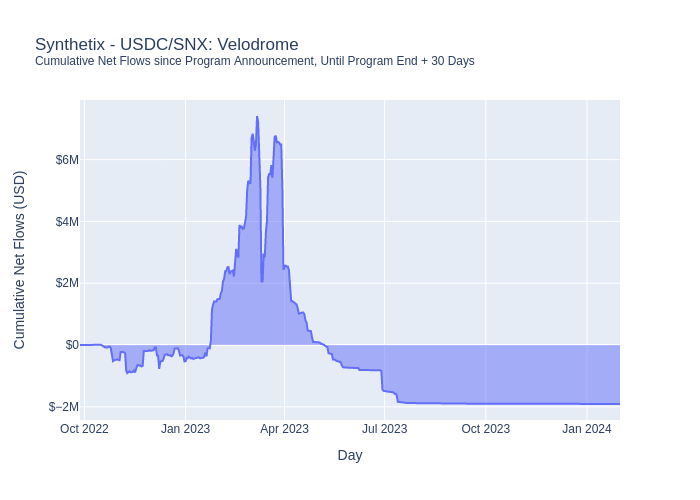 Synthetix - USDC/SNX: Velodrome
Cumulative Net Flows since Program Announcement, Until Program End + 30 Days
Cumulative Net Flows (USD)
$6M
$4M
$2M
$0
$−2M
Oct 2022
Jan 2023
Apr 2023
Jul 2023
Oct 2023
Jan 2024
Day